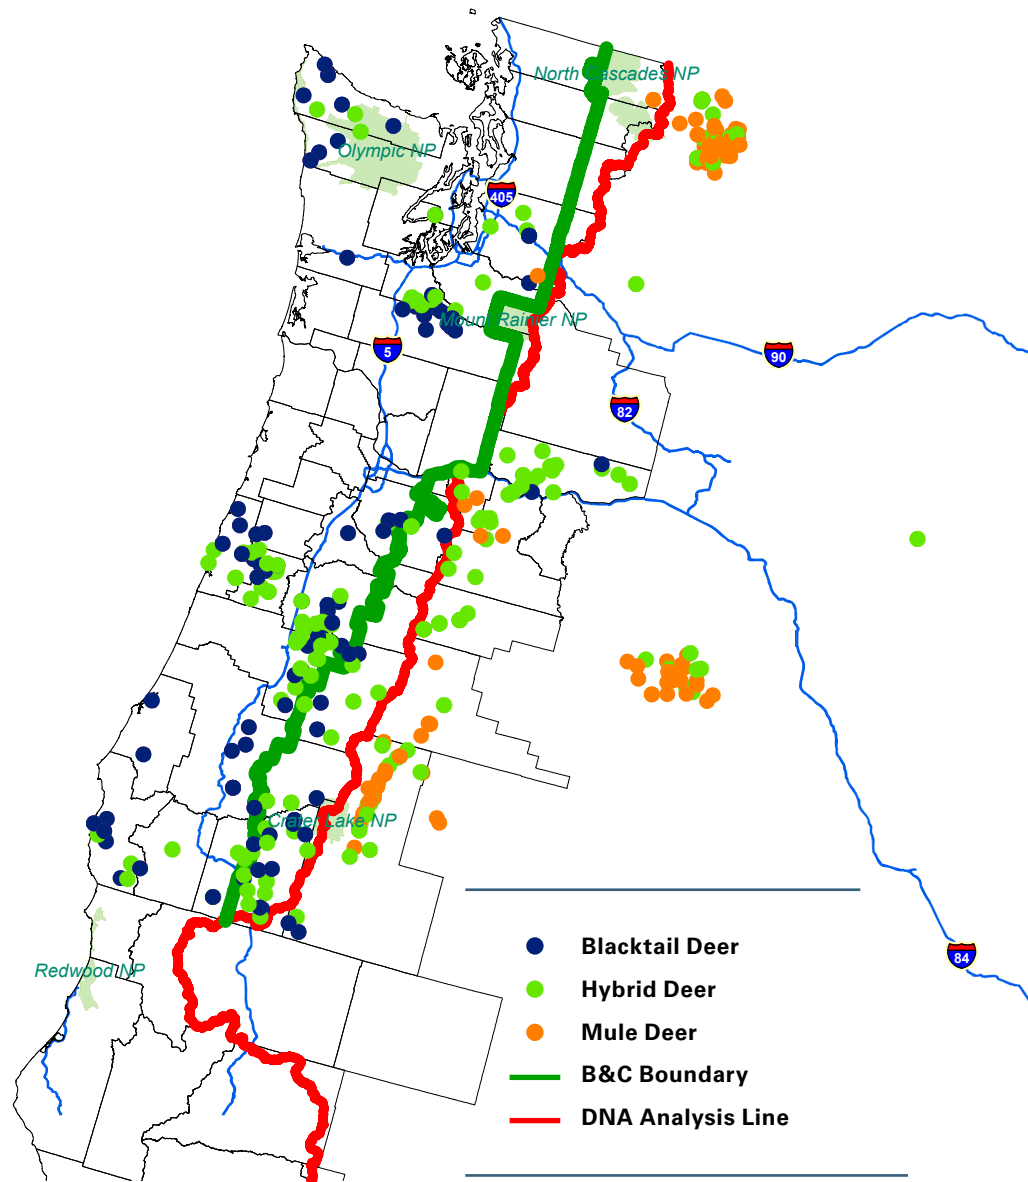 North Cascades NP
Olympic NP
405
Mount Rainier NP
5
90
82
Crater Lake NP
Redwood NP
84
Blacktail Deer
Hybrid Deer
Mule Deer
B&C Boundary
DNA Analysis Line